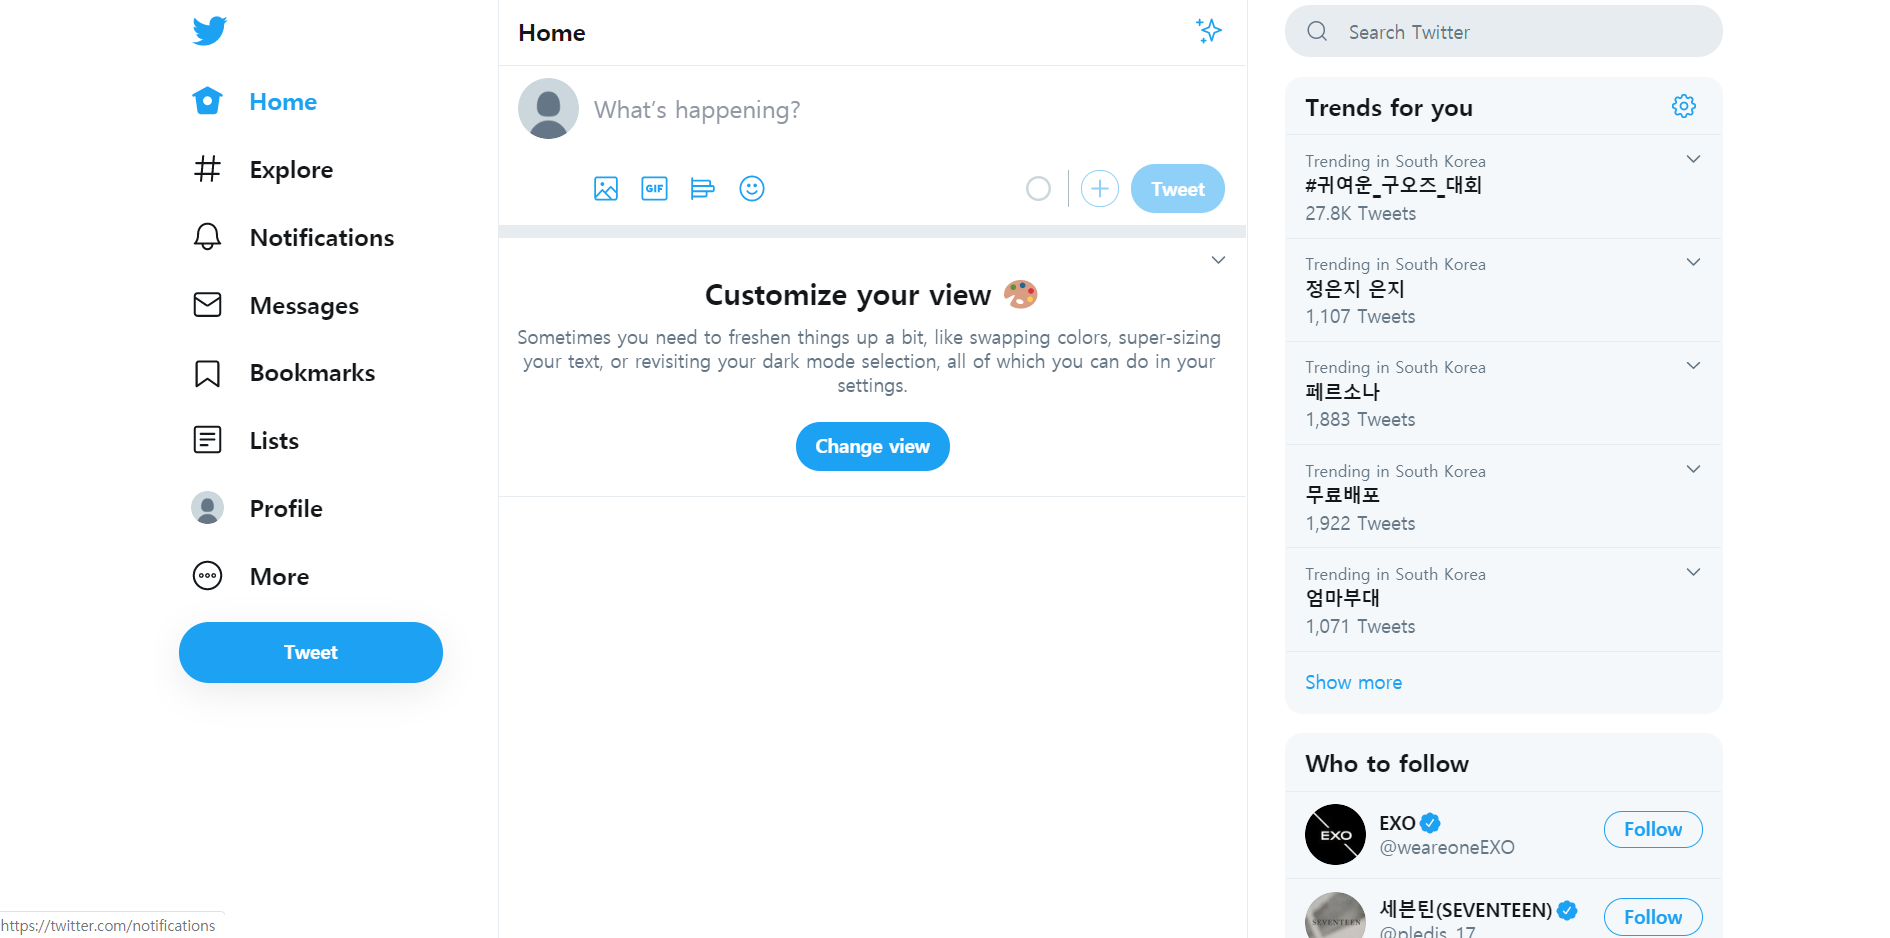 Home
Explore
Notifications
Messages
Bookmarks
Lists
Profile
More
Tweet
https://twitter.com/notifications
Home
What's happening?
GIF
Tweet
Customize your view
Sometimes you need to freshen things up a bit, like swapping colors, super-sizing
your text, or revisiting your dark mode selection, all of which you can do in your
settings.
Change view
Search Twitter
Trends for you
Trending in South Korea
#귀여운_구오즈_대회
27.8K Tweets
Trending in South Korea
정은지 은지
1,107 Tweets
Trending in South Korea
페르소나
1,883 Tweets
Trending in South Korea
무료배포
1,922 Tweets
Trending in South Korea
엄마부대
1,071 Tweets
Show more
Who to follow
EXO
EXO
@weareoneEXO
Follow
SEVENTEEN
세븐틴(SEVENTEEN)
@pledis_17
Follow